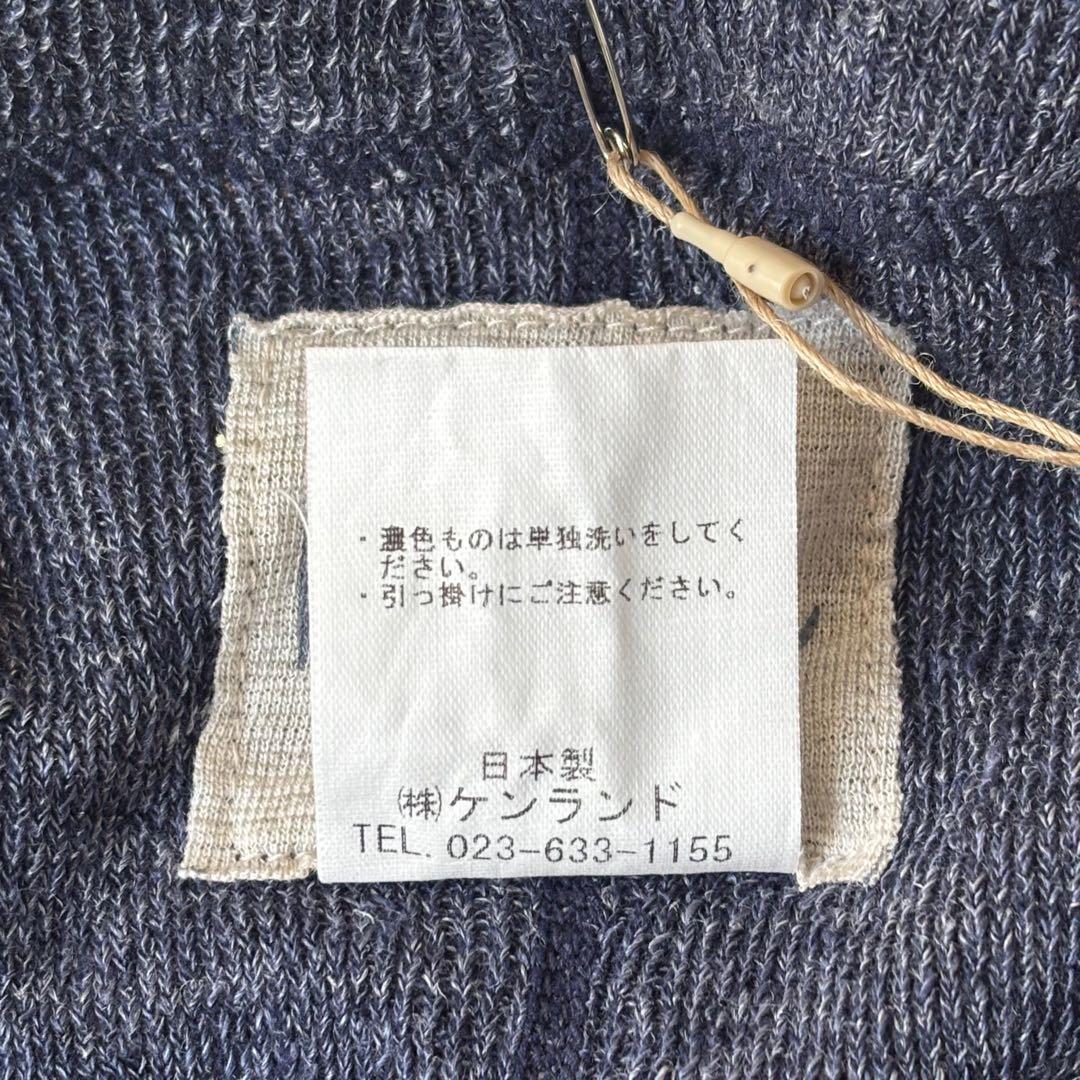 ・濃色ものは単独洗いをしてく
ださい。
・引っ掛けにご注意ください。
日本製
㈱ケンランド
TEL. 023-633-1155